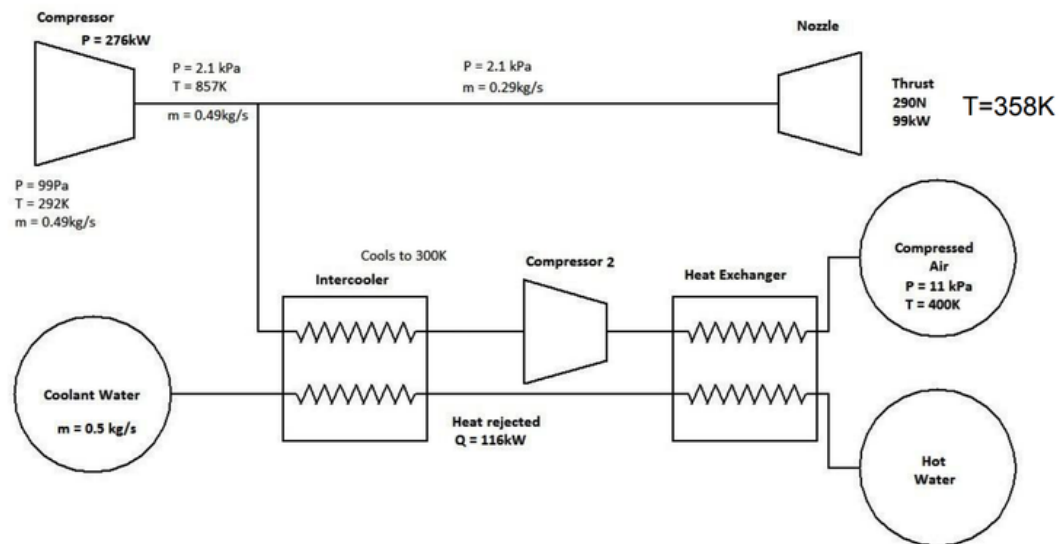 Compressor
P = 276kW
P = 2.1 kPa
T = 857K
m = 0.49kg/s
P = 99Pa
T = 292K
m = 0.49kg/s
P = 2.1 kPa
m = 0.29kg/s
Nozzle
Thrust
290N
99kW
T=358K
Cools to 300K
Intercooler
Compressor 2
Heat Exchanger
Compressed
Air
P = 11 kPa
T = 400K
Coolant Water
m = 0.5 kg/s
Heat rejected
Q = 116kW
Hot
Water